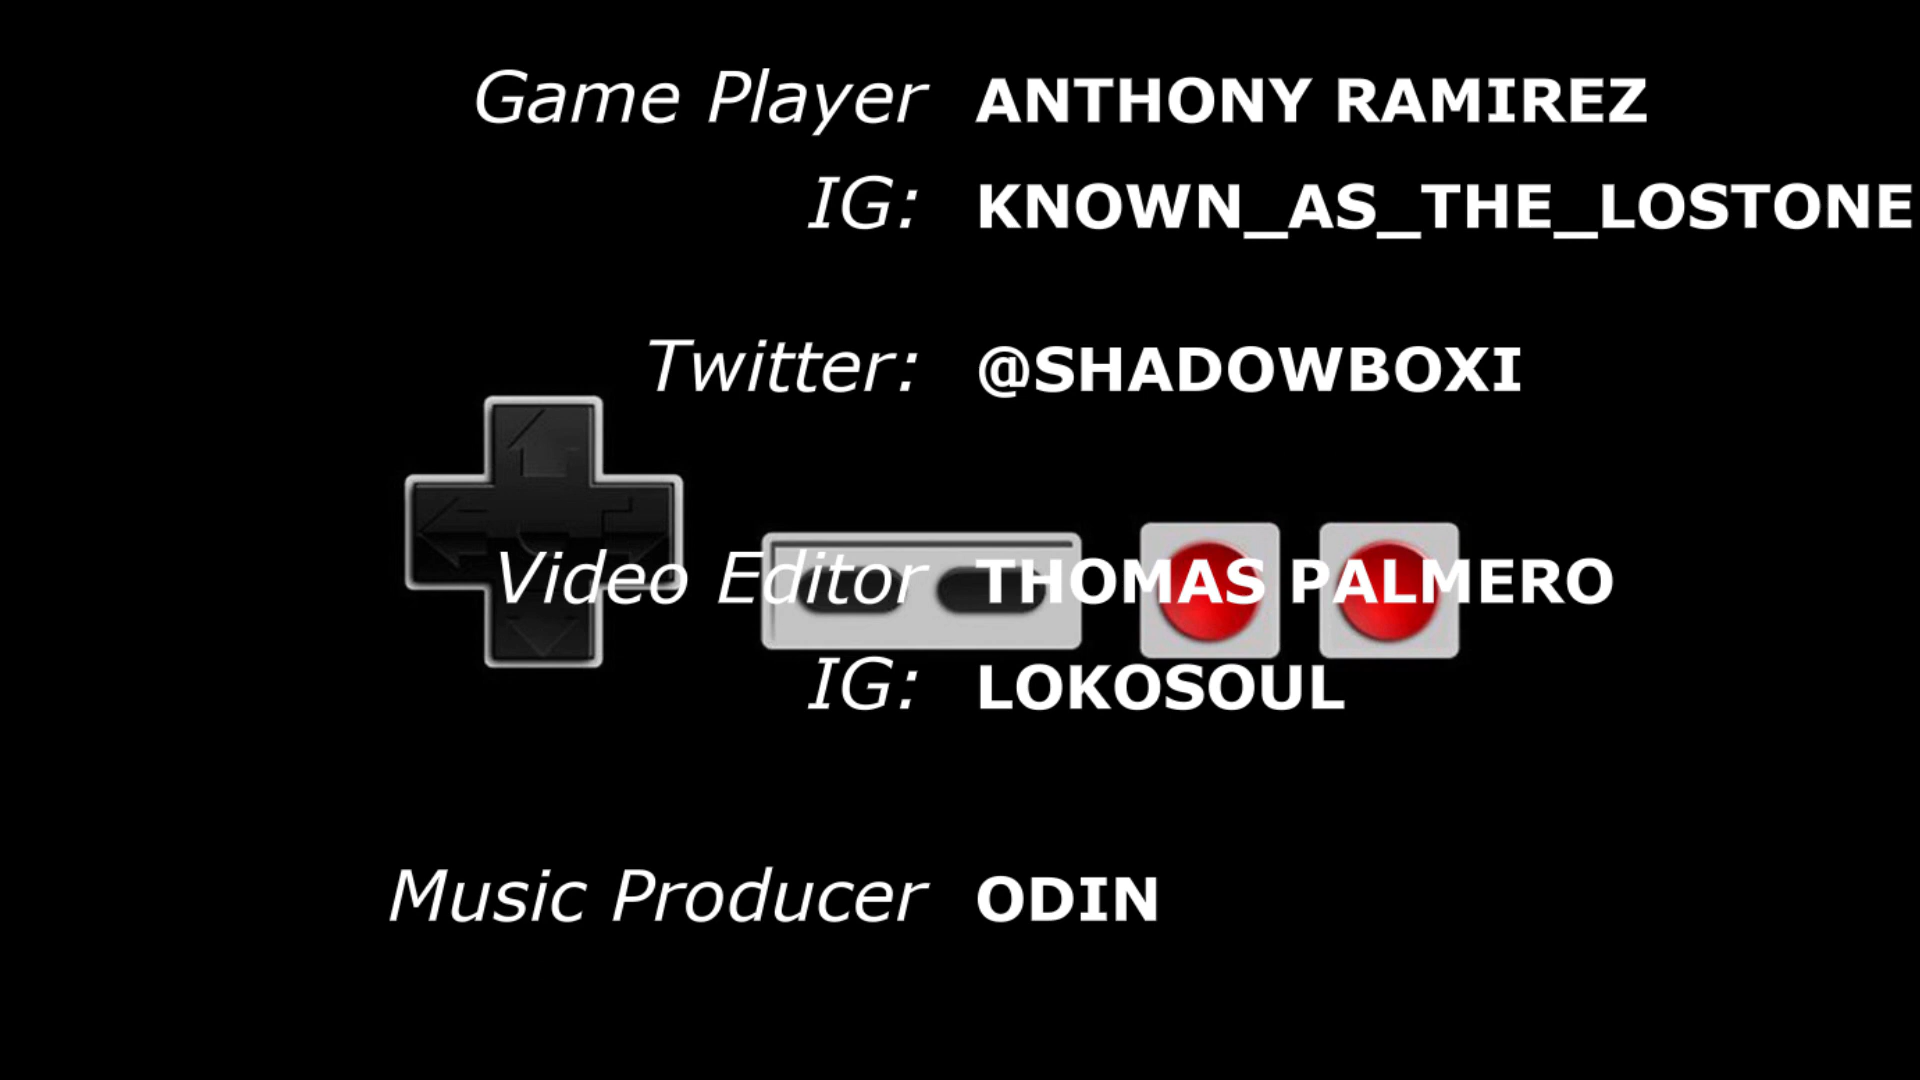 Game Player ANTHONY RAMIREZ
IG: KNOWN_AS_THE_LOSTONE
Twitter: @SHADOWBOXI
Video Editor THOMAS PALMERO
IG: LOKOSOUL
Music Producer ODIN